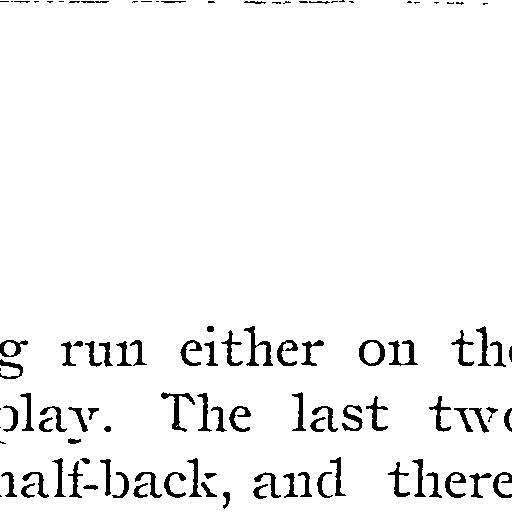 g run either on the
play. The last two
half-back, and there